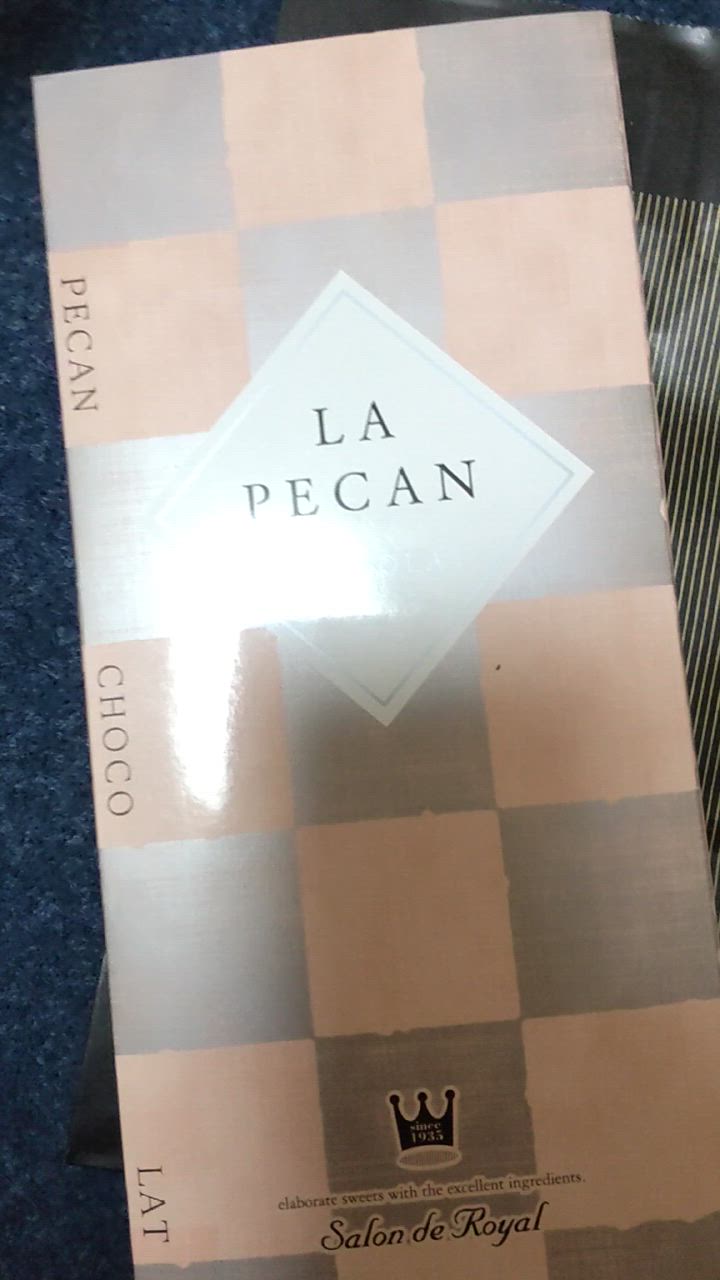 PECAN
CHOCO
LAT
LA
PECAN
since
1935
elaborate sweets with the excellent ingredients.
Salon de Royal